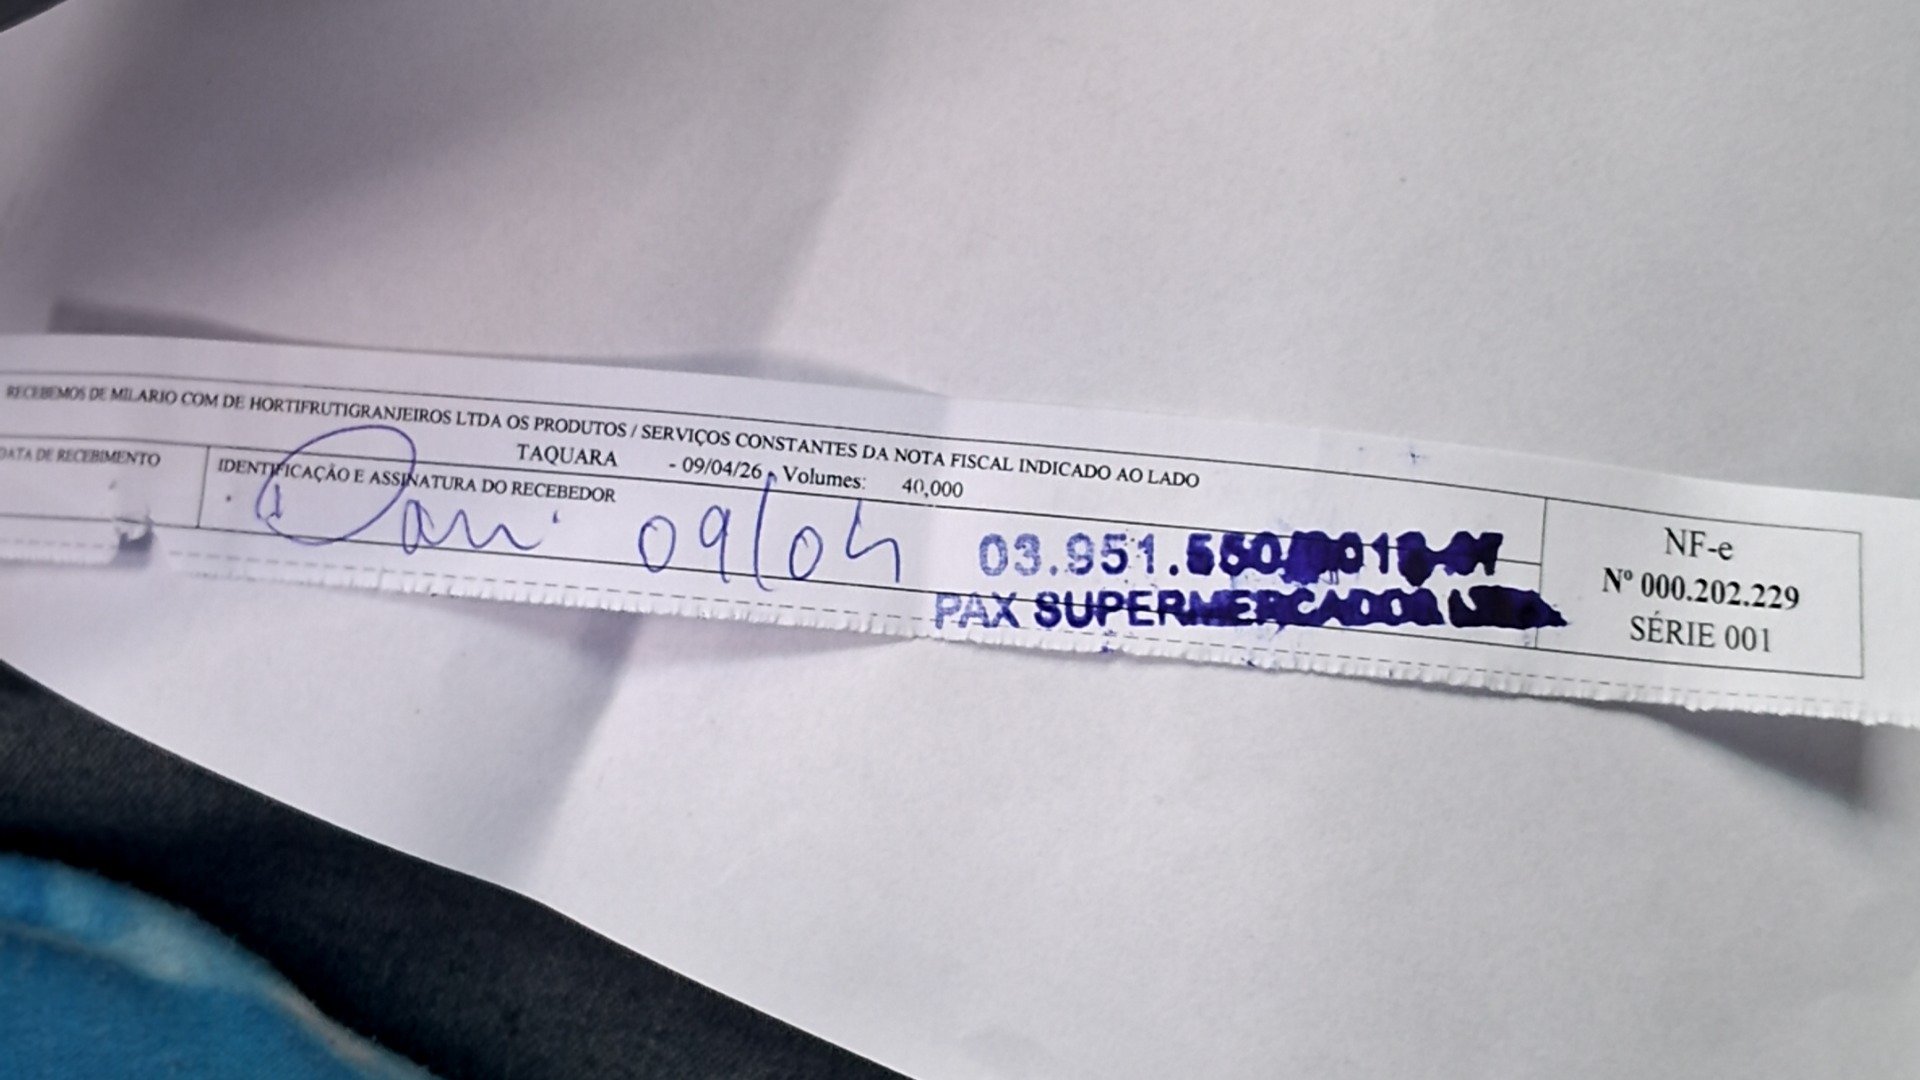 RECEBEMOS DE MILARIO COM DE HORTIFRUTIGRANJEIROS LTDA OS PRODUTOS / SERVIÇOS CONSTANTES DA NOTA FISCAL INDICADO AO LADO
TAQUARA - 09/04/26 - Volumes: 40,000
DATA DE RECEBIMENTO
IDENTIFICAÇÃO E ASSINATURA DO RECEBEDOR
Dani 09/04
03.951.
PAX SUPERMERCADOS
NF-e
Nº 000.202.229
SÉRIE 001